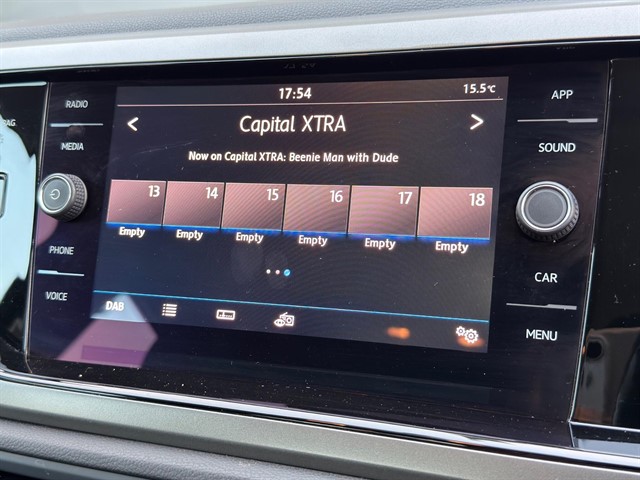 RADIO
MEDIA
PHONE
VOICE
17:54
15.5°C
< Capital XTRA >
Now on Capital XTRA: Beenie Man with Dude
13 14 15 16 17 18
Empty Empty Empty Empty Empty Empty
DAB
APP
SOUND
CAR
MENU